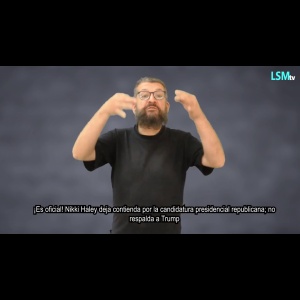 LSMtv
¡Es oficial! Nikki Haley deja contienda por la candidatura presidencial republicana; no
respalda a Trump